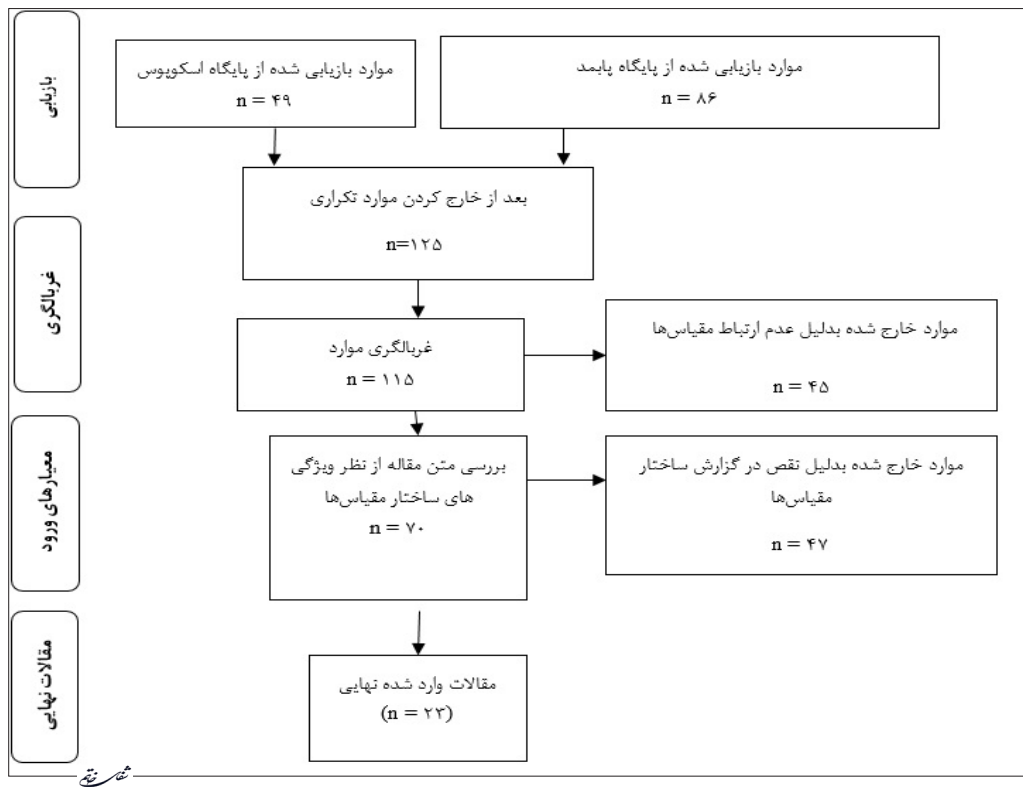 بازیابی
موارد بازیابی شده از پایگاه پابمد
n = ۸۶
موارد بازیابی شده از پایگاه اسکوپوس
n = ۴۹
بعد از خارج کردن موارد تکراری
n=۱۲۵
غربالگری
غربالگری موارد
n = ۱۱۵
موارد خارج شده بدلیل عدم ارتباط مقیاس‌ها
n = ۴۵
معیارهای ورود
بررسی متن مقاله از نظر ویژگی
های ساختار مقیاس‌ها
n = ۷۰
موارد خارج شده بدلیل نقص در گزارش ساختار
مقیاس‌ها
n = ۴۷
مقالات نهایی
مقالات وارد شده نهایی
(n = ۲۳)
شفای خاتم